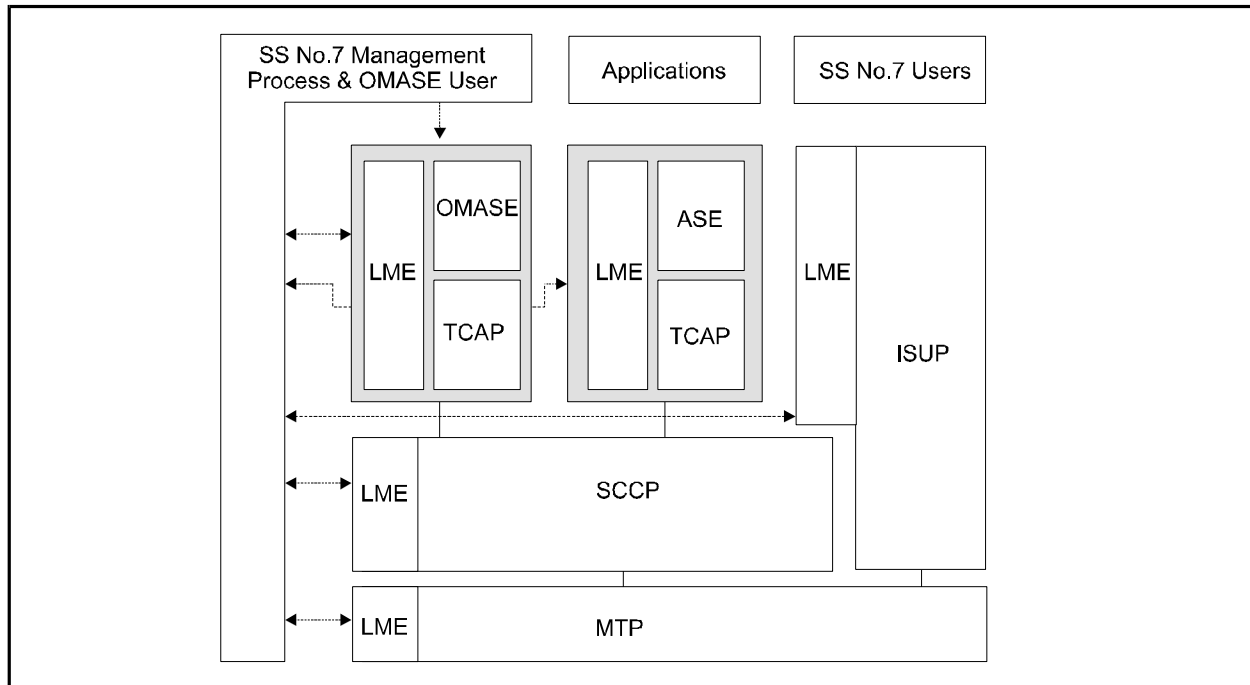 SS No.7 Management
Process & OMASE User
Applications
SS No.7 Users
LME
OMASE
TCAP
LME
ASE
TCAP
LME
ISUP
LME
SCCP
LME
MTP